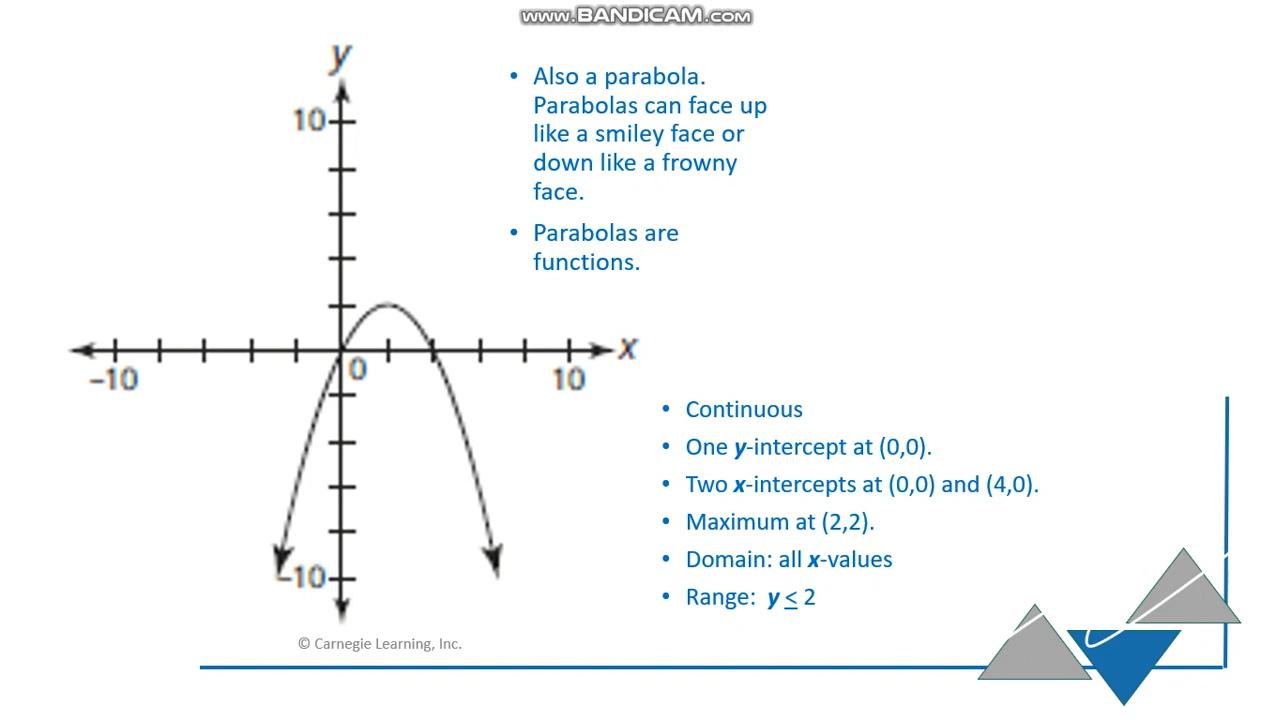 www.BANDICAM.com
y
10
• Also a parabola.
Parabolas can face up
like a smiley face or
down like a frowny
face.
• Parabolas are
functions.
x
–10
0
10
–10
• Continuous
• One y-intercept at (0,0).
• Two x-intercepts at (0,0) and (4,0).
• Maximum at (2,2).
• Domain: all x-values
• Range: y < 2
© Carnegie Learning, Inc.